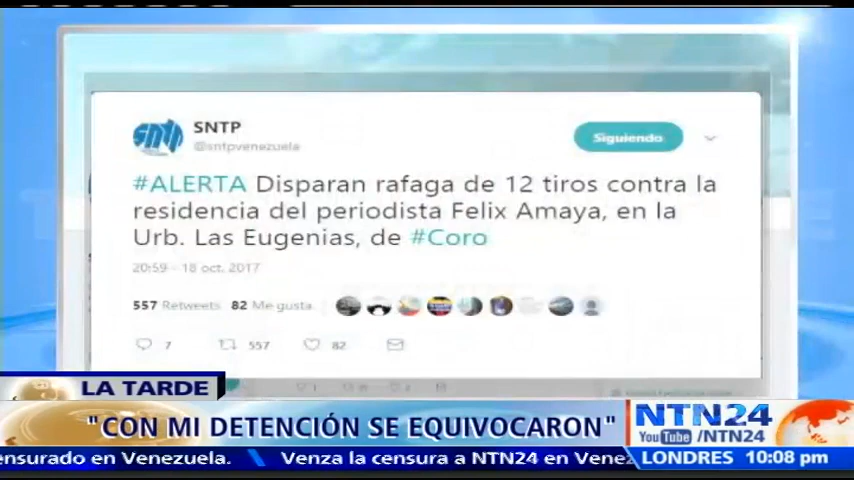 SNTP
@sntpvenezuela
Siguiendo
#ALERTA Disparan rafaga de 12 tiros contra la
residencia del periodista Felix Amaya, en la
Urb. Las Eugenias, de #Coro
20:59 - 18 oct. 2017
557 Retweets 82 Me gusta
7 557 82
LA TARDE
"CON MI DETENCIÓN SE EQUIVOCARON"
NTN24
YouTube /NTN24
ensurado en Venezuela. \ Venza la censura a NTN24 en Venez
LONDRES 10:08 pm